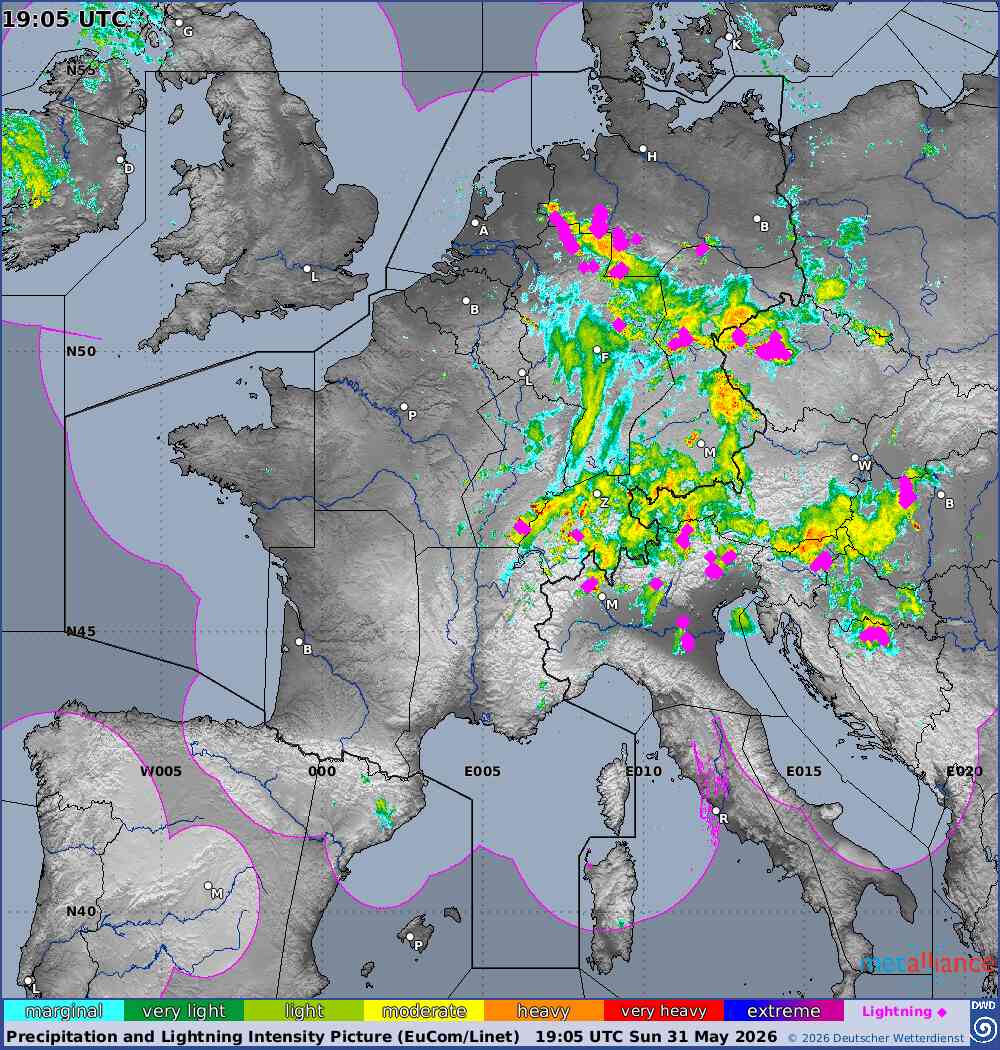 19:05 UTC
G
K
N55
D
H
A
B
L
B
N50
F
L
P
M
W
Z
B
M
N45
B
W005
000
E005
E010
E015
E020
R
M
N40
P
metalliance
L
marginal very light light moderate heavy very heavy extreme Lightning ◆
DWD
Precipitation and Lightning Intensity Picture (EuCom/Linet) 19:05 UTC Sun 31 May 2026 © 2026 Deutscher Wetterdienst